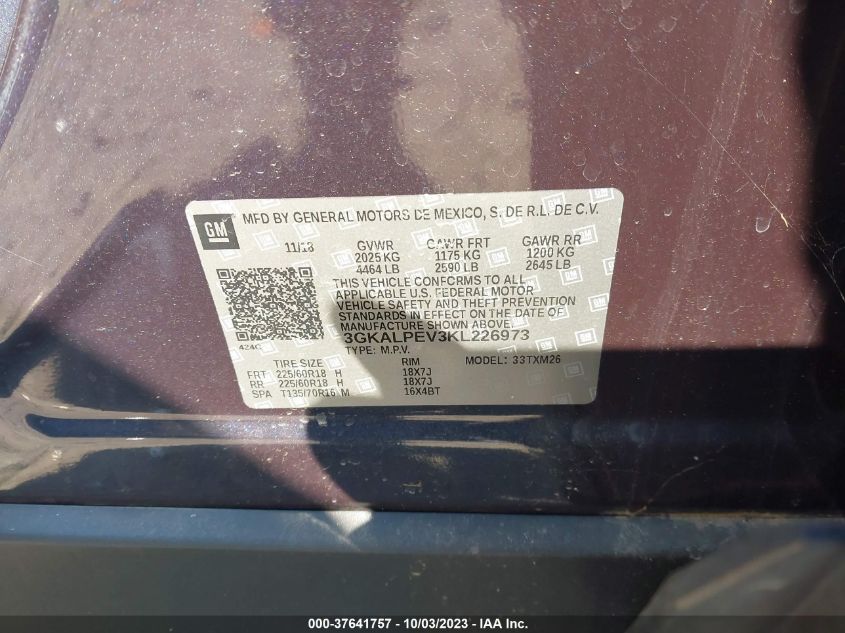 GM
MFD BY GENERAL MOTORS DE MEXICO, S. DE R.L. DE C.V.
11/18 GVWR GAWR FRT GAWR RR
2025 KG 1175 KG 1200 KG
4464 LB 2590 LB 2645 LB
THIS VEHICLE CONFORMS TO ALL
APPLICABLE U.S. FEDERAL MOTOR
VEHICLE SAFETY AND THEFT PREVENTION
STANDARDS IN EFFECT ON THE DATE OF
MANUFACTURE SHOWN ABOVE.
424C 3GKALPEV3KL226973
TYPE: M.P.V. MODEL: 33TXM26
TIRE SIZE RIM
FRT 225/60R18 H 18X7J
RR 225/60R18 H 18X7J
SPA T135/70R16 M 16X4BT
000-37641757 - 10/03/2023 - IAA Inc.